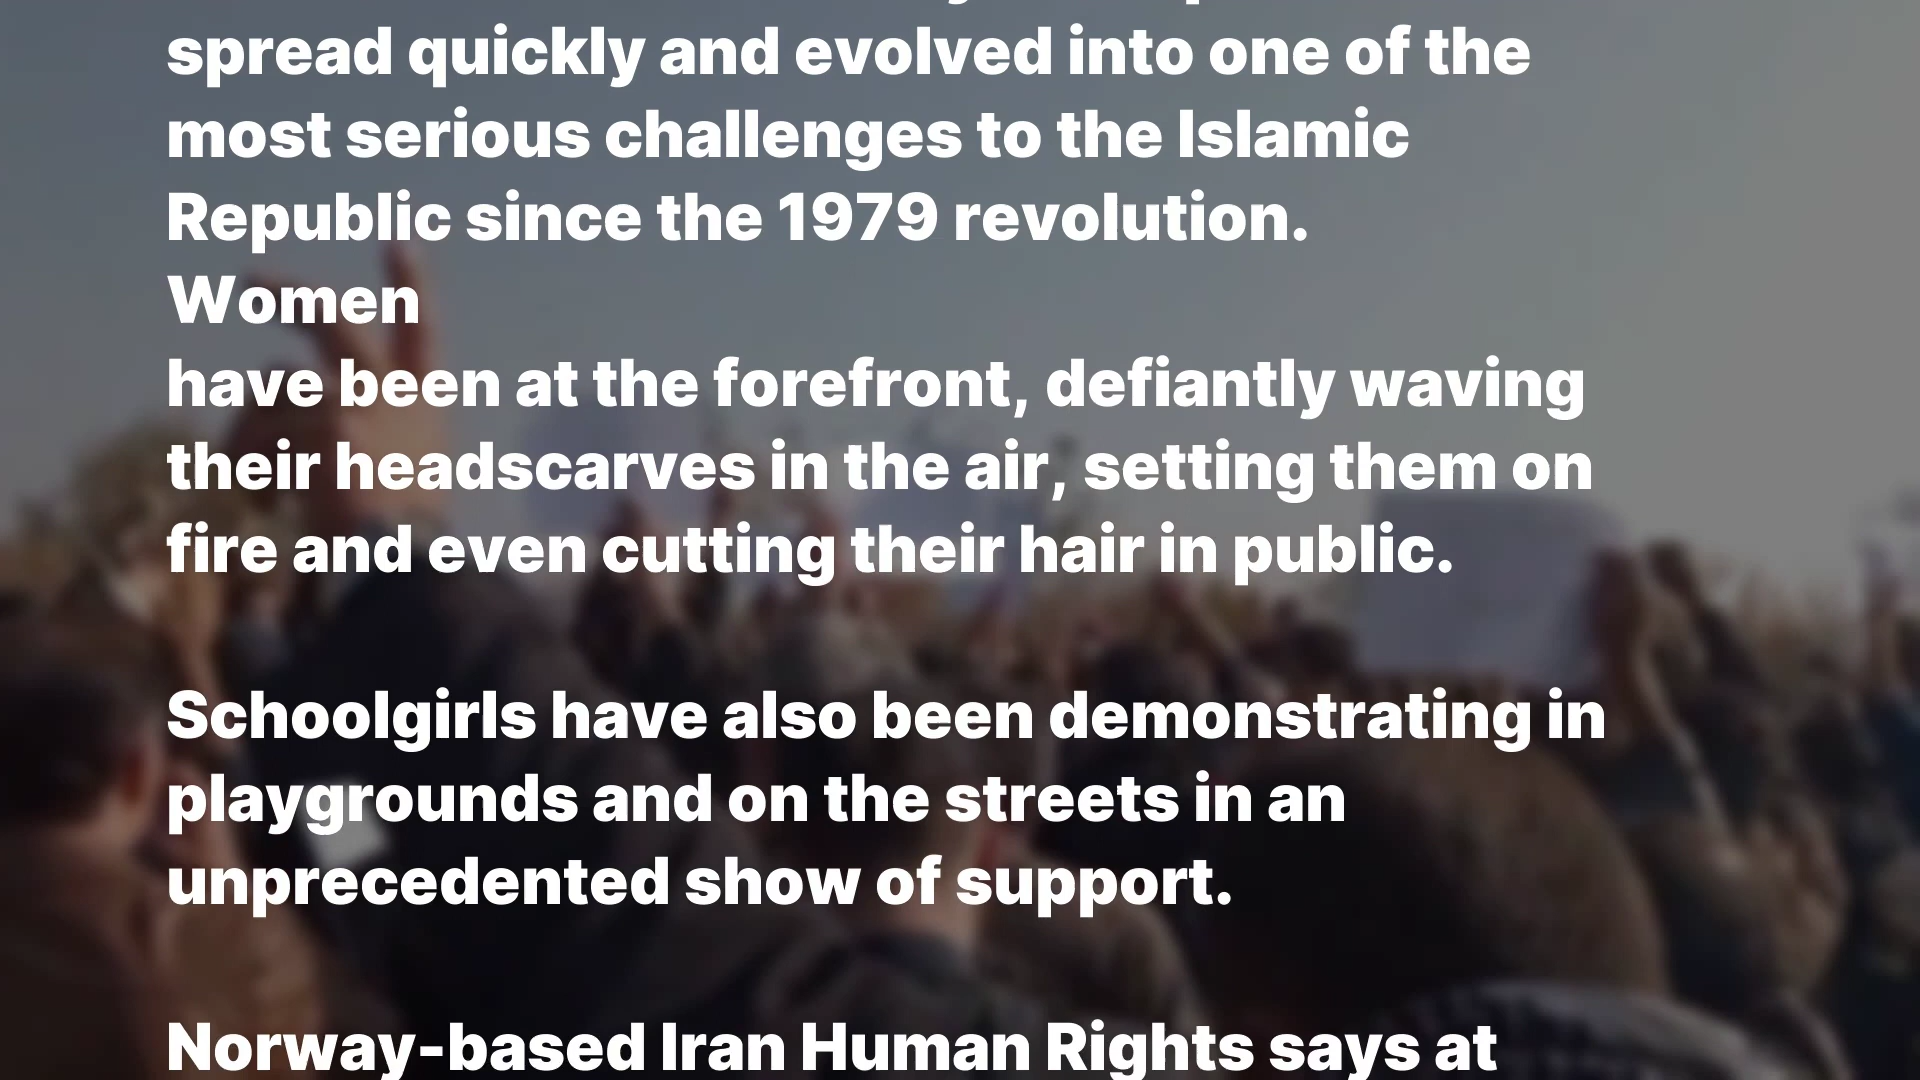 spread quickly and evolved into one of the
most serious challenges to the Islamic
Republic since the 1979 revolution.
Women
have been at the forefront, defiantly waving
their headscarves in the air, setting them on
fire and even cutting their hair in public.
Schoolgirls have also been demonstrating in
playgrounds and on the streets in an
unprecedented show of support.
Norway-based Iran Human Rights says at